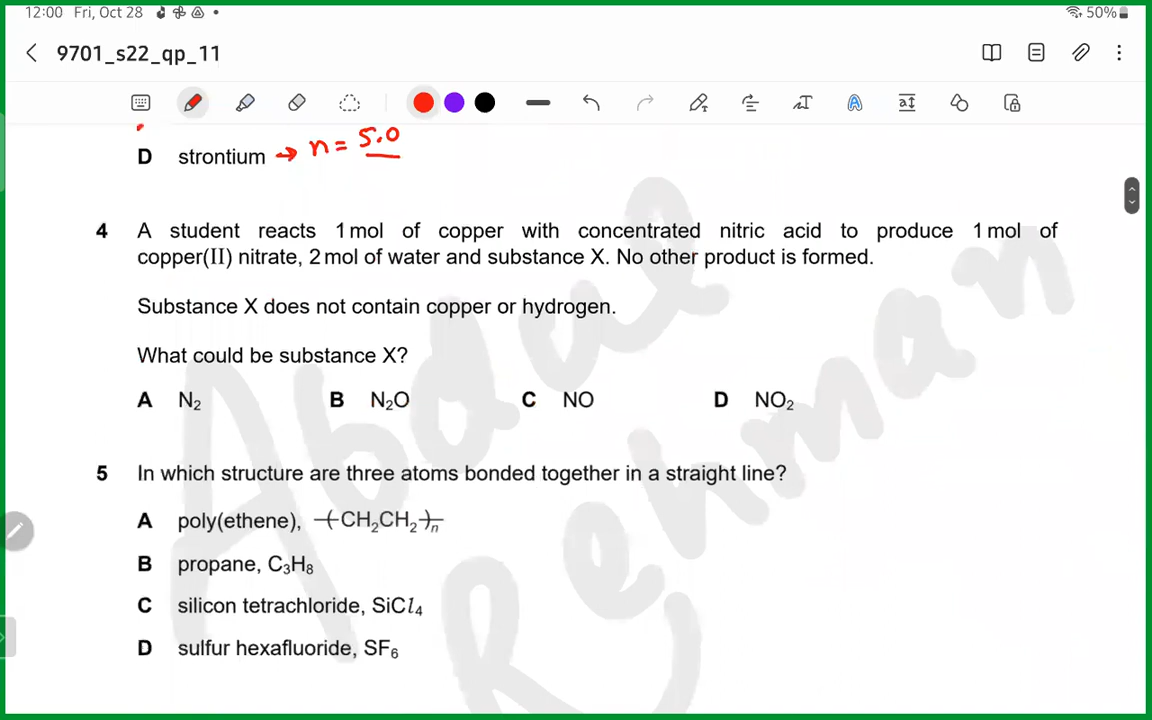 12:00 Fri, Oct 28
50%
9701_s22_qp_11
D strontium → n = 5.0
4 A student reacts 1 mol of copper with concentrated nitric acid to produce 1 mol of
copper(II) nitrate, 2 mol of water and substance X. No other product is formed.
Substance X does not contain copper or hydrogen.
What could be substance X?
A N₂ B N₂O C NO D NO₂
5 In which structure are three atoms bonded together in a straight line?
A poly(ethene), –(CH₂CH₂)–ₙ
B propane, C₃H₈
C silicon tetrachloride, SiCl₄
D sulfur hexafluoride, SF₆
Abdul
Rehman